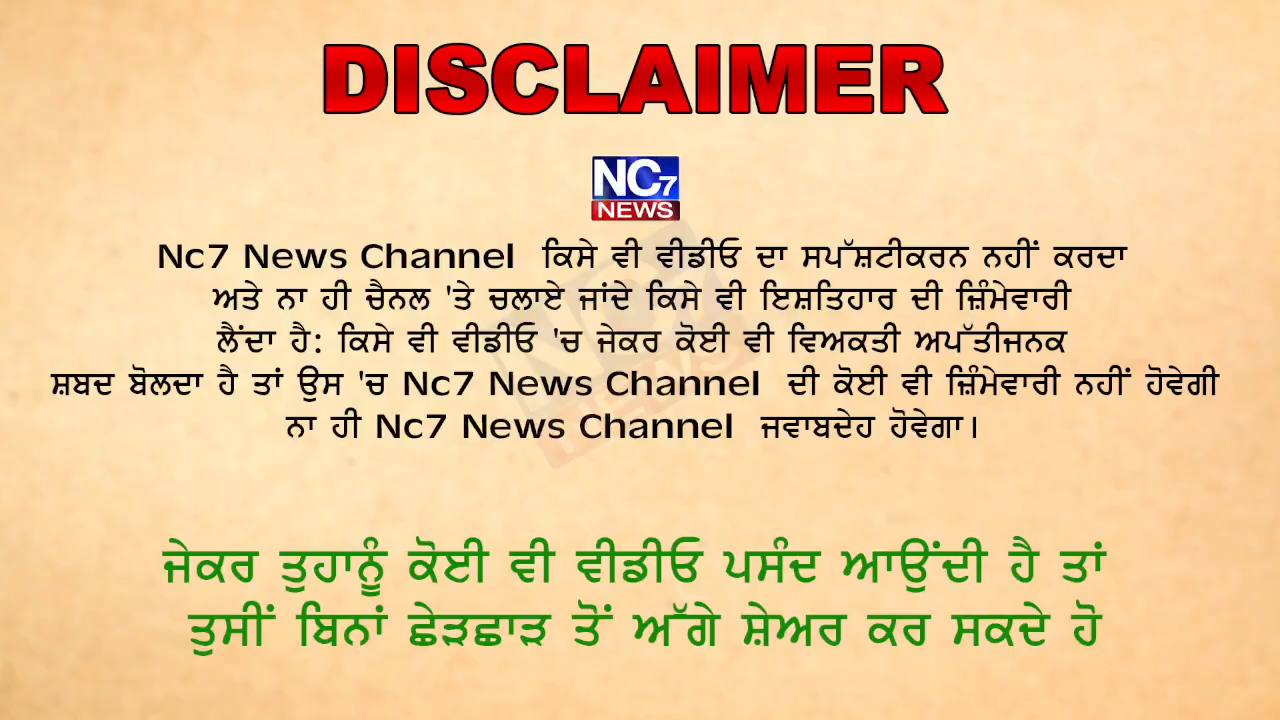 DISCLAIMER
NC7
NEWS
Nc7 News Channel ਕਿਸੇ ਵੀ ਵੀਡੀਓ ਦਾ ਸਪੱਸ਼ਟੀਕਰਨ ਨਹੀਂ ਕਰਦਾ
ਅਤੇ ਨਾ ਹੀ ਚੈਨਲ 'ਤੇ ਚਲਾਏ ਜਾਂਦੇ ਕਿਸੇ ਵੀ ਇਸ਼ਤਿਹਾਰ ਦੀ ਜ਼ਿੰਮੇਵਾਰੀ
ਲੈਂਦਾ ਹੈ: ਕਿਸੇ ਵੀ ਵੀਡੀਓ 'ਚ ਜੇਕਰ ਕੋਈ ਵੀ ਵਿਅਕਤੀ ਅਪੱਤੀਜਨਕ
ਸ਼ਬਦ ਬੋਲਦਾ ਹੈ ਤਾਂ ਉਸ 'ਚ Nc7 News Channel ਦੀ ਕੋਈ ਵੀ ਜ਼ਿੰਮੇਵਾਰੀ ਨਹੀਂ ਹੋਵੇਗੀ
ਨਾ ਹੀ Nc7 News Channel ਜਵਾਬਦੇਹ ਹੋਵੇਗਾ।
ਜੇਕਰ ਤੁਹਾਨੂੰ ਕੋਈ ਵੀ ਵੀਡੀਓ ਪਸੰਦ ਆਉਂਦੀ ਹੈ ਤਾਂ
ਤੁਸੀਂ ਬਿਨਾਂ ਛੇੜਛਾੜ ਤੋਂ ਅੱਗੇ ਸ਼ੇਅਰ ਕਰ ਸਕਦੇ ਹੋ